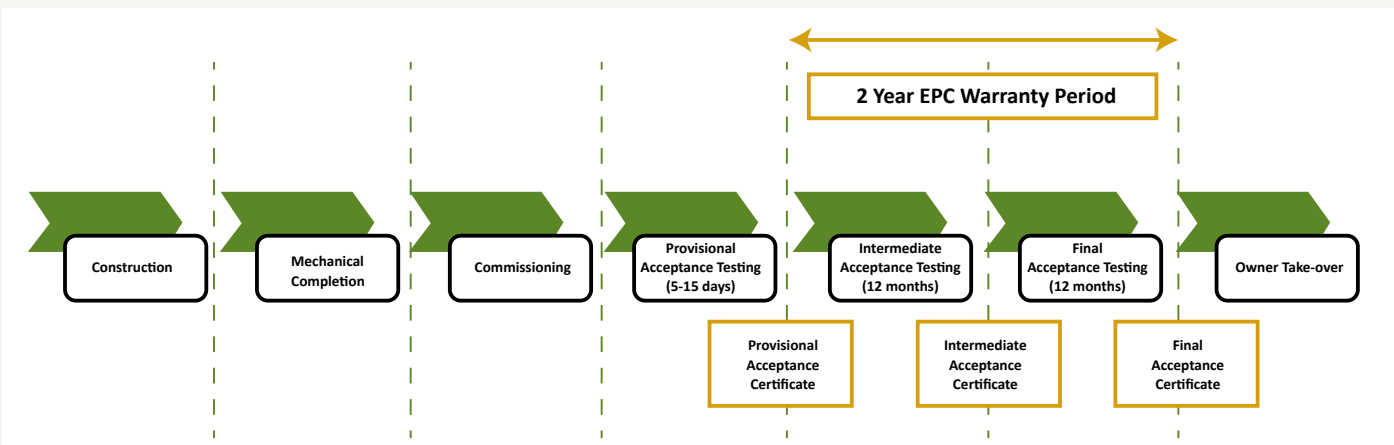 2 Year EPC Warranty Period
Construction
Mechanical
Completion
Commissioning
Provisional
Acceptance Testing
(5-15 days)
Intermediate
Acceptance Testing
(12 months)
Final
Acceptance Testing
(12 months)
Owner Take-over
Provisional
Acceptance
Certificate
Intermediate
Acceptance
Certificate
Final
Acceptance
Certificate